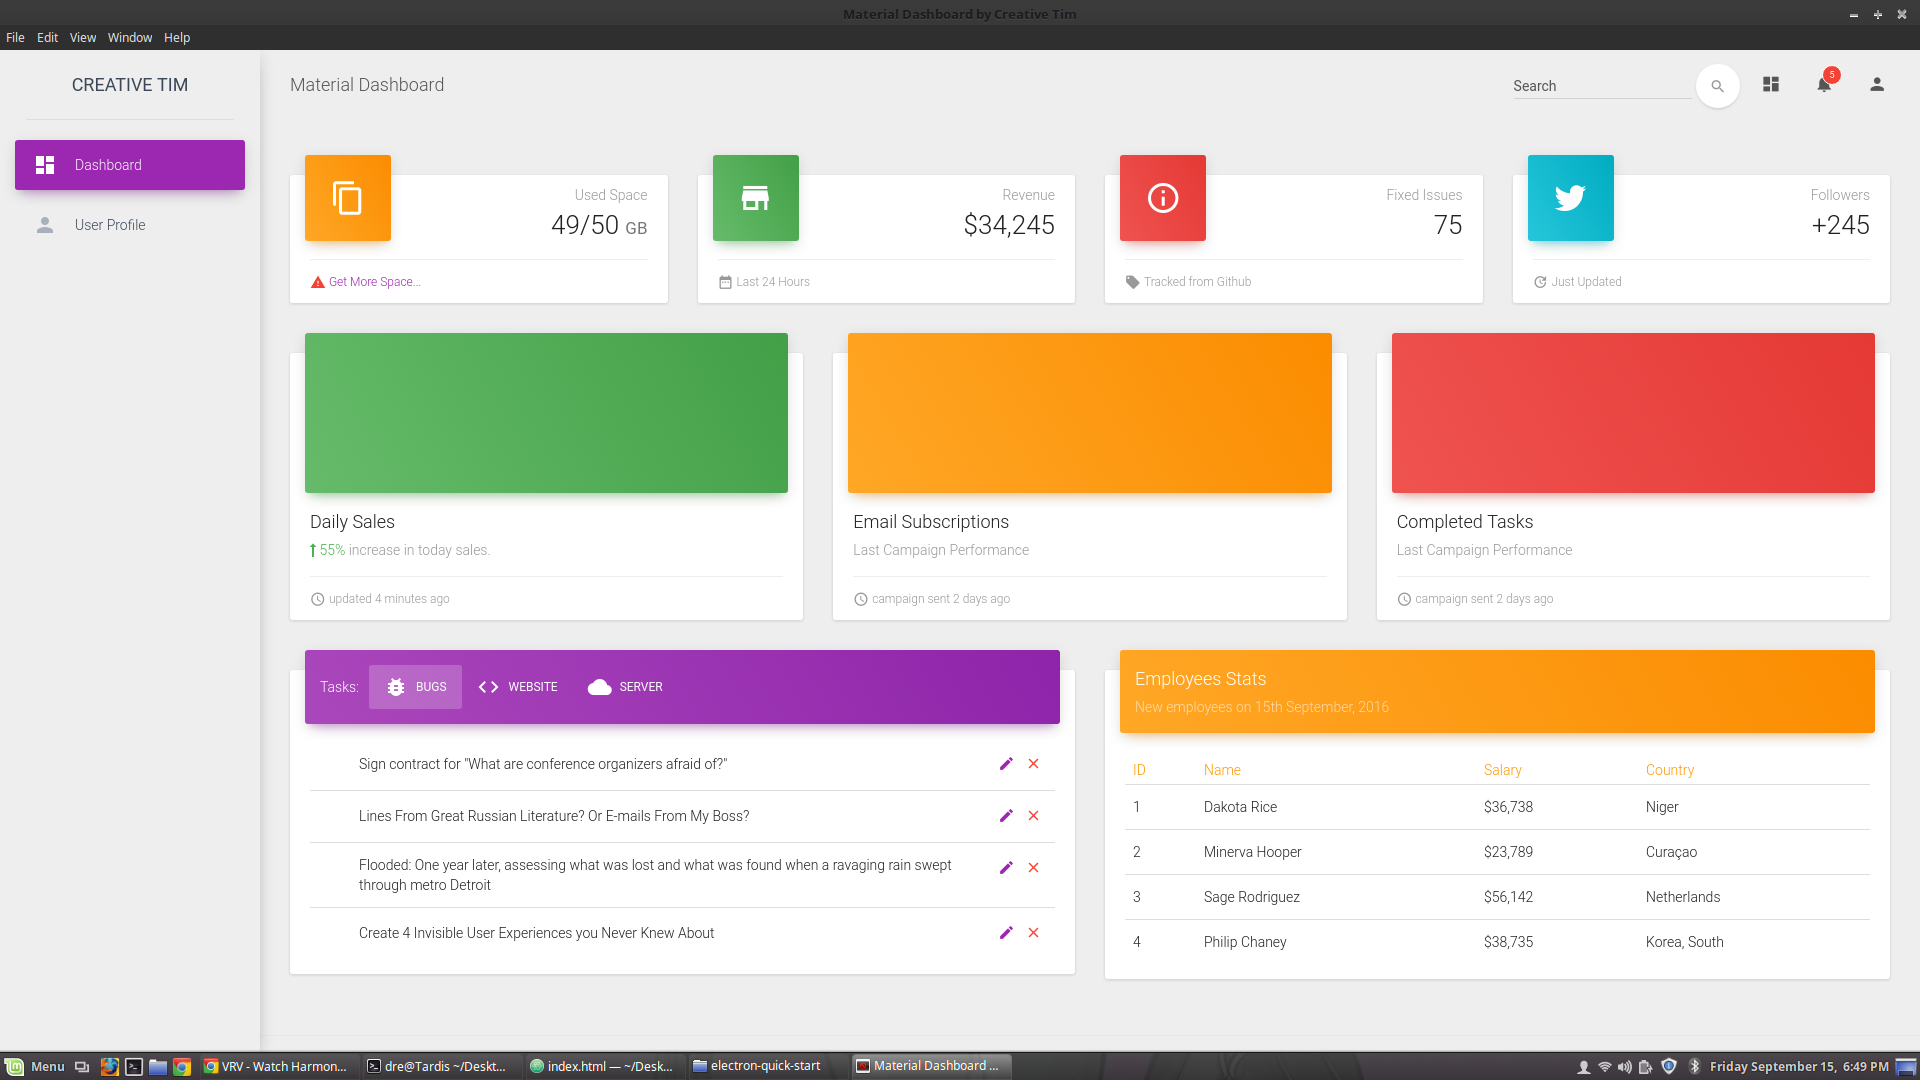 Material Dashboard by Creative Tim
File Edit View Window Help
CREATIVE TIM
Dashboard
User Profile
Material Dashboard
Search
5
Used Space
49/50 GB
Get More Space...
Revenue
$34,245
Last 24 Hours
Fixed Issues
75
Tracked from Github
Followers
+245
Just Updated
Daily Sales
55% increase in today sales.
updated 4 minutes ago
Email Subscriptions
Last Campaign Performance
campaign sent 2 days ago
Completed Tasks
Last Campaign Performance
campaign sent 2 days ago
Tasks: BUGS WEBSITE SERVER
Sign contract for "What are conference organizers afraid of?"
Lines From Great Russian Literature? Or E-mails From My Boss?
Flooded: One year later, assessing what was lost and what was found when a ravaging rain swept
through metro Detroit
Create 4 Invisible User Experiences you Never Knew About
Employees Stats
New employees on 15th September, 2016
ID Name Salary Country
1 Dakota Rice $36,738 Niger
2 Minerva Hooper $23,789 Curaçao
3 Sage Rodriguez $56,142 Netherlands
4 Philip Chaney $38,735 Korea, South
Menu VRV - Watch Harmon... dre@Tardis ~/Deskt... index.html — ~/Desk... electron-quick-start Material Dashboard ... Friday September 15, 6:49 PM